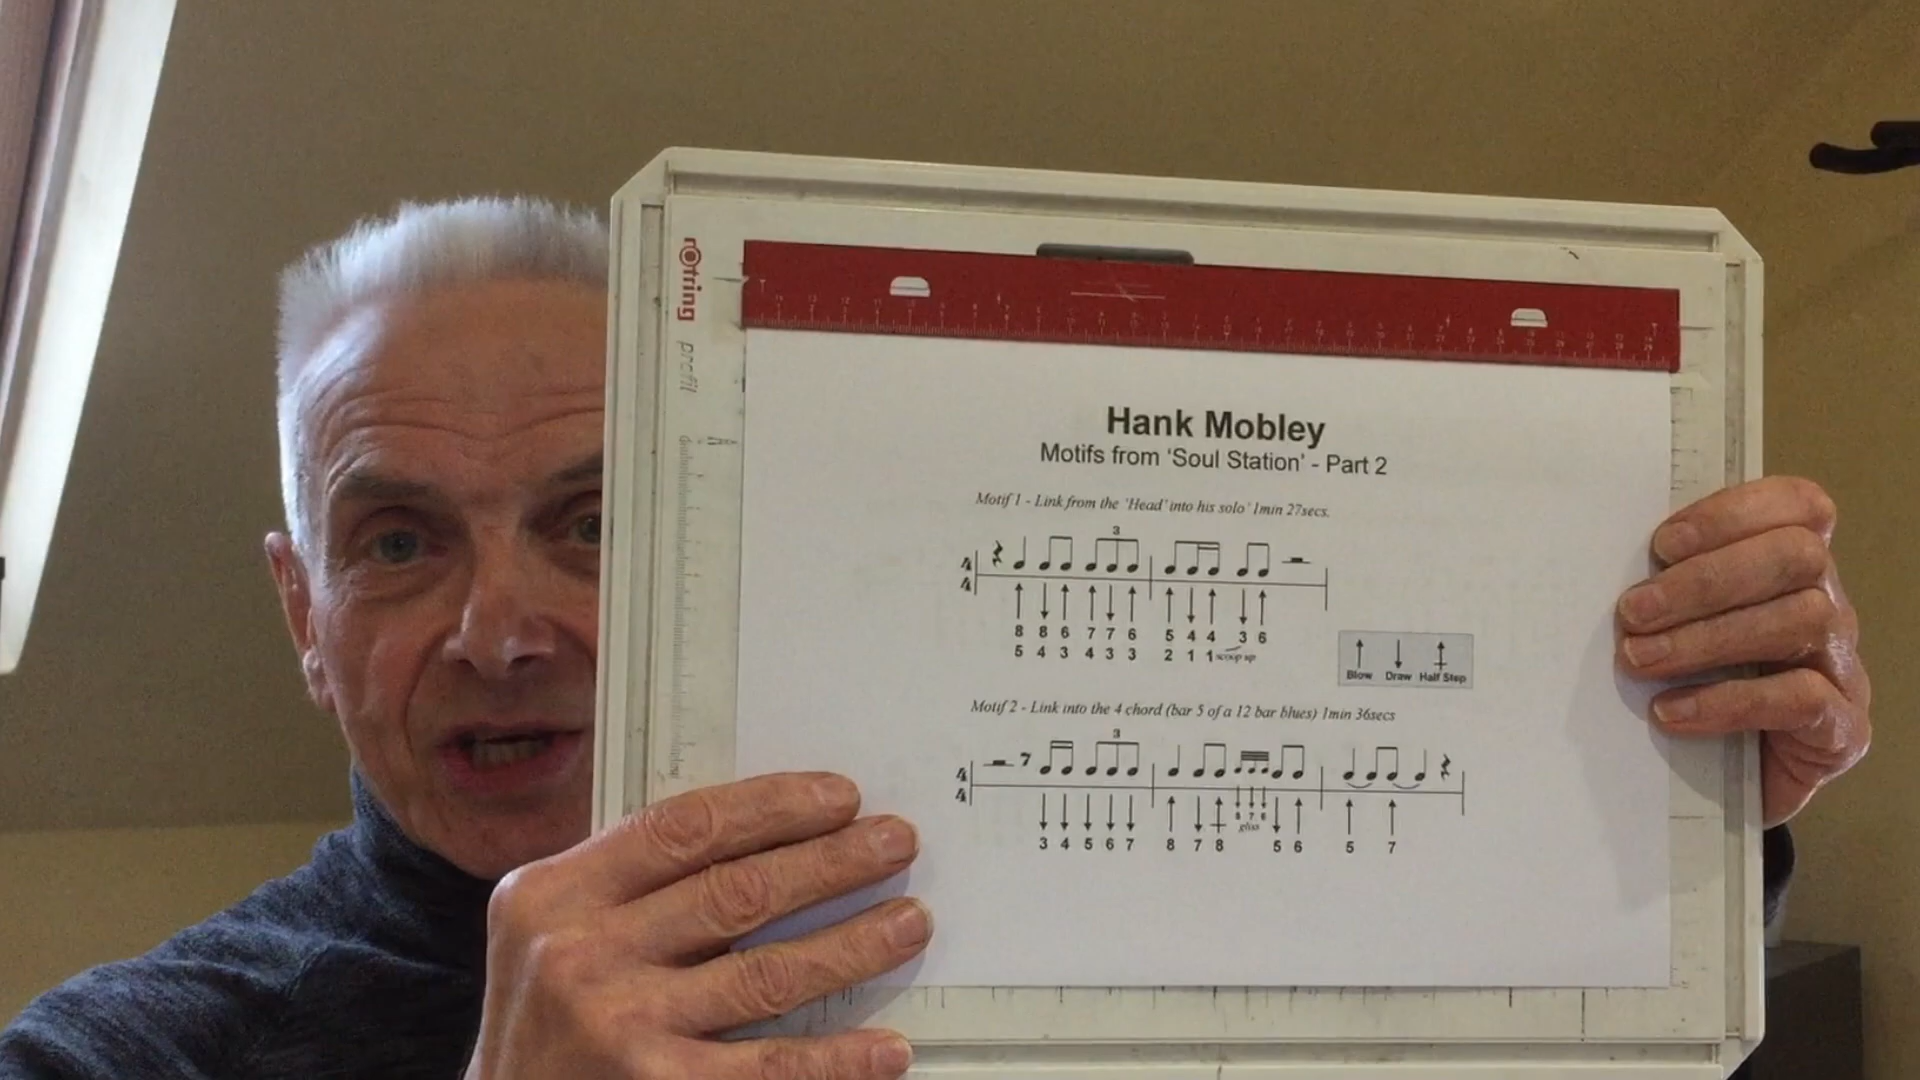 rotring
profil
Hank Mobley
Motifs from ‘Soul Station’ - Part 2
Motif 1 - Link from the ‘Head’ into his solo’ 1min 27secs.
3
4
4
8 8 6 7 7 6 5 4 4 3 6
5 4 3 4 3 3 2 1 1 scoop up
Blow Draw Half Step
Motif 2 - Link into the 4 chord (bar 5 of a 12 bar blues) 1min 36secs
3
4
4
8 7 6
gliss
3 4 5 6 7 8 7 8 5 6 5 7